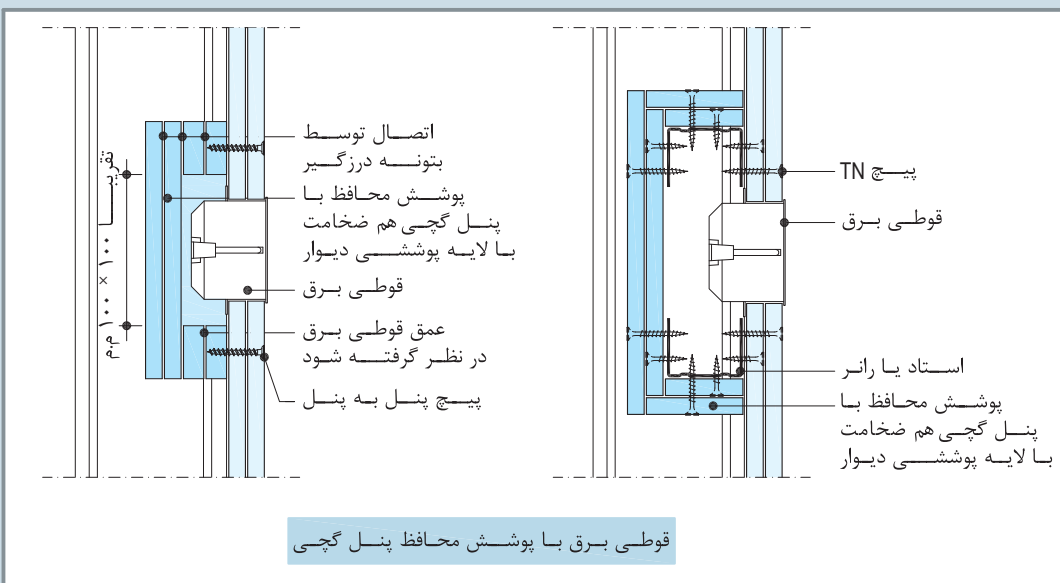 اتصال توسط
بتونه درزگیر
پوشش محافظ با
پنل گچی هم ضخامت
با لایه پوششی دیوار
قوطی برق
عمق قوطی برق
در نظر گرفته شود
پیچ پنل به پنل
تقریبا ۱۰۰ × ۱۰۰ م.م
پیچ TN
قوطی برق
استاد یا رانر
پوشش محافظ با
پنل گچی هم ضخامت
با لایه پوششی دیوار
قوطی برق با پوشش محافظ پنل گچی